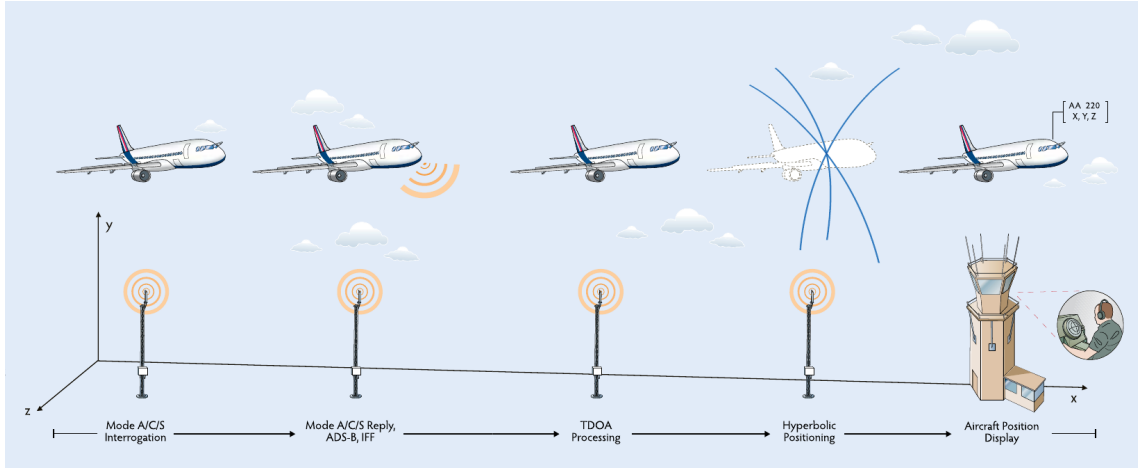 AA 220
X, Y, Z
y
z
x
Mode A/C/S
Interrogation
Mode A/C/S Reply,
ADS-B, IFF
TDOA
Processing
Hyperbolic
Positioning
Aircraft Position
Display